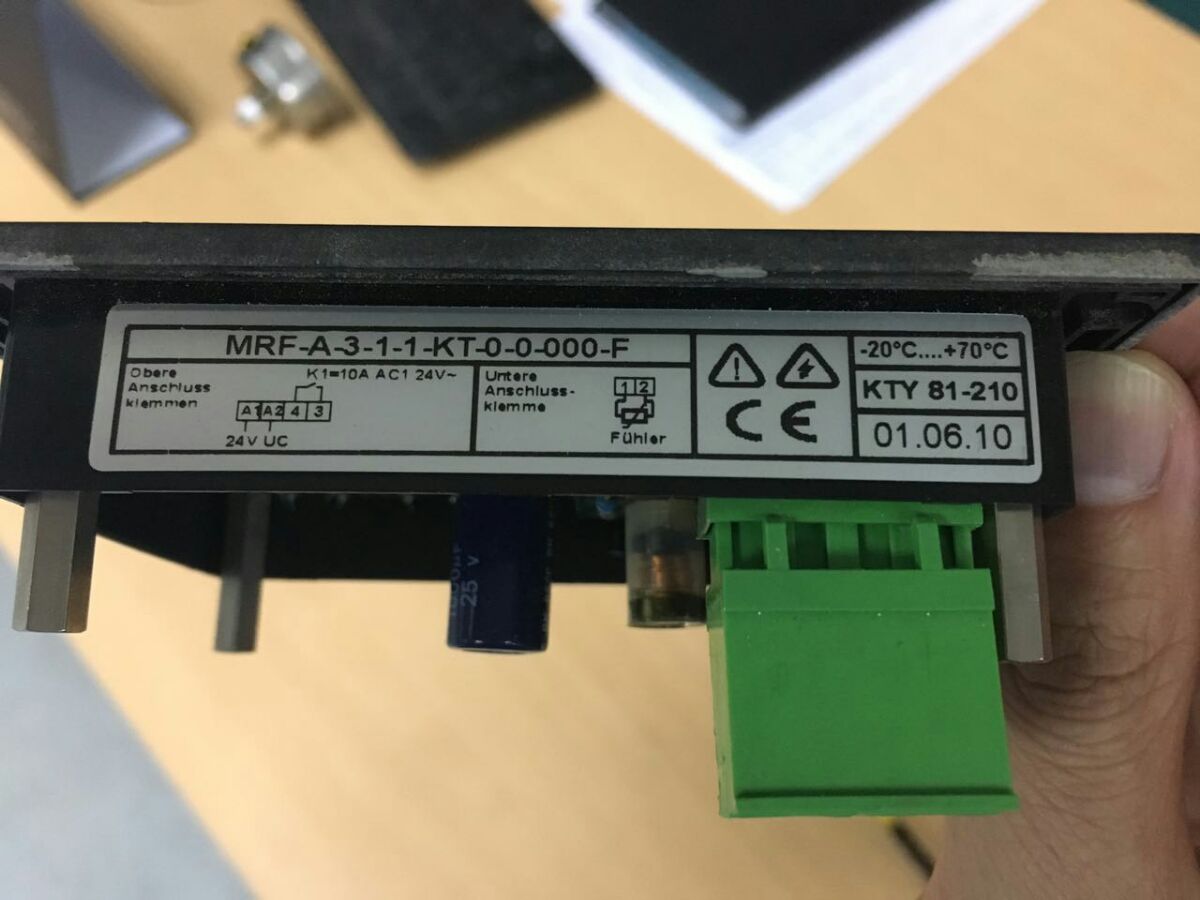 MRF-A-3-1-1-KT-0-0-000-F
Obere
Anschluss
klemmen
K1=10A AC1 24V~
A1 A2 4 3
24V UC
Untere
Anschluss-
klemme
1 2
Fühler
CE
-20°C....+70°C
KTY 81-210
01.06.10
25 V